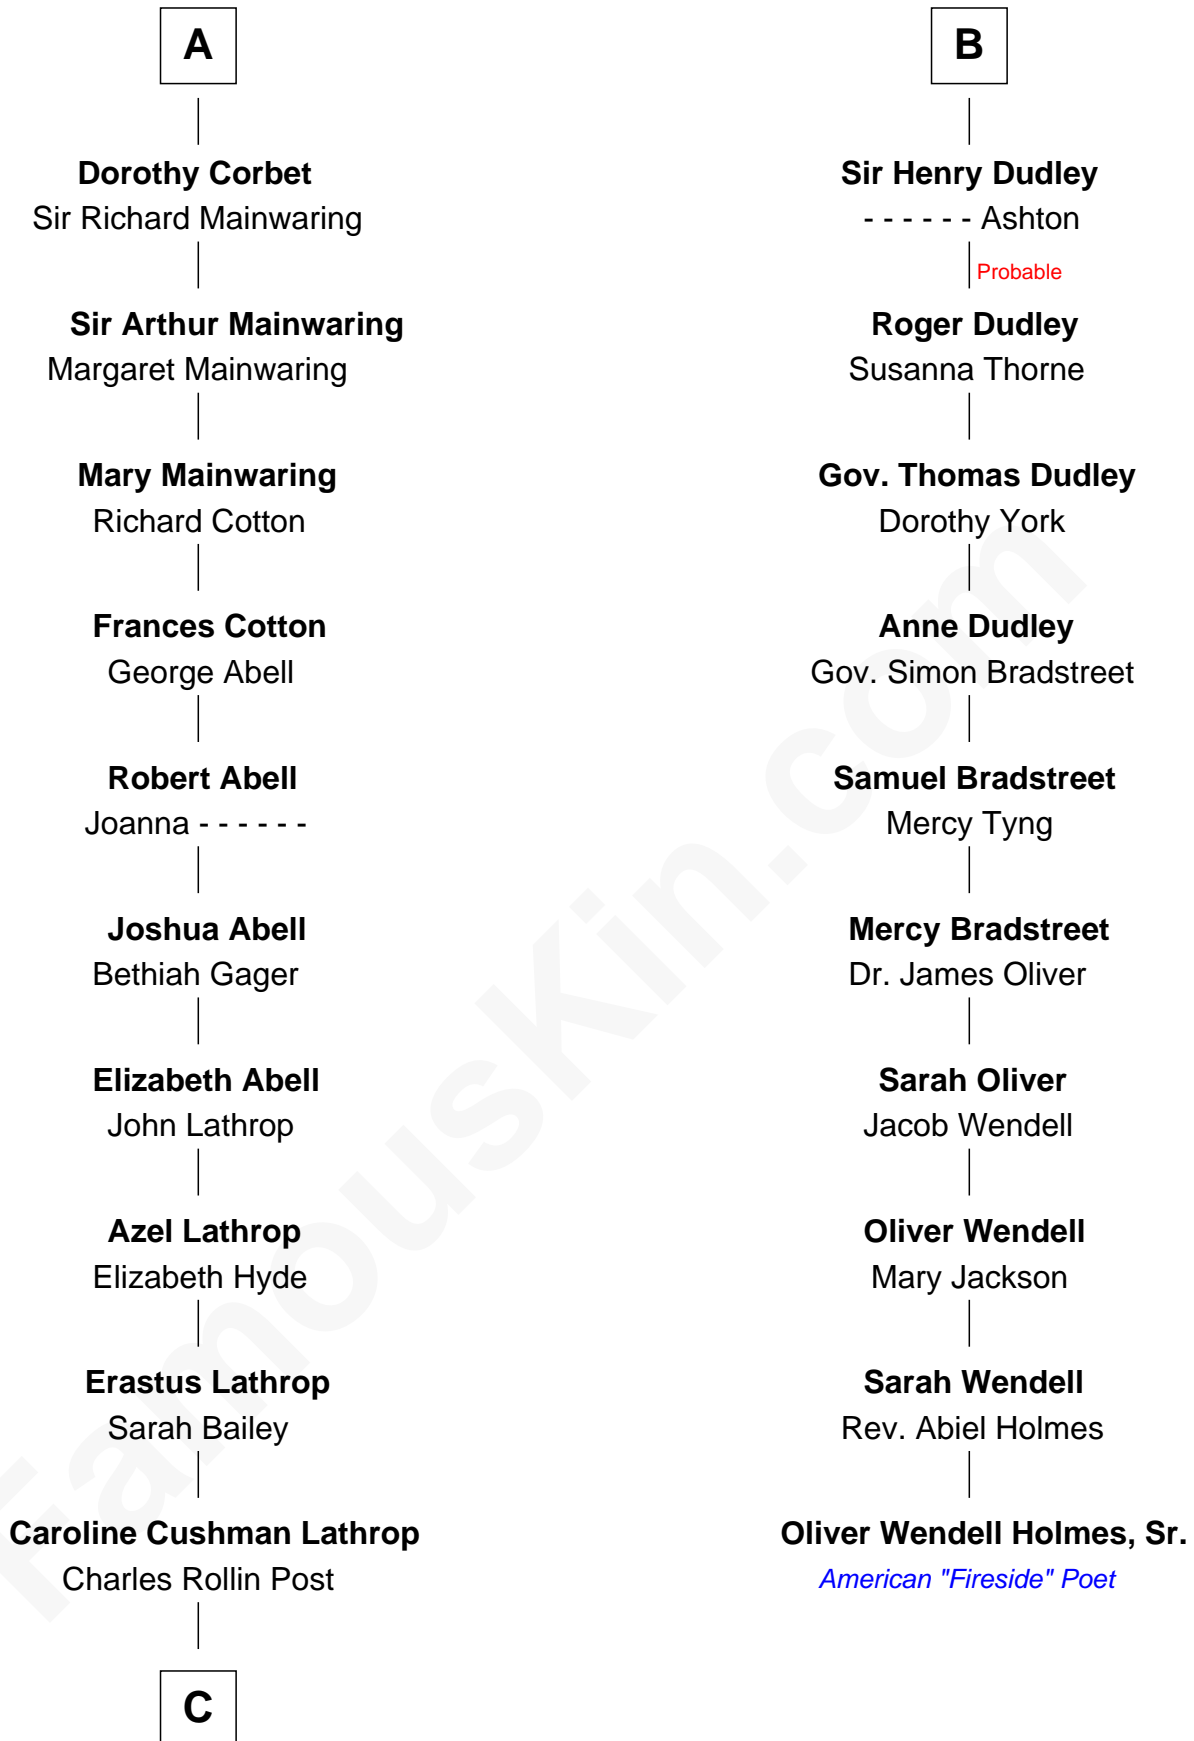 A
Dorothy Corbet
Sir Richard Mainwaring
Sir Arthur Mainwaring
Margaret Mainwaring
Mary Mainwaring
Richard Cotton
Frances Cotton
George Abell
Robert Abell
Joanna - - - - - -
Joshua Abell
Bethiah Gager
Elizabeth Abell
John Lathrop
Azel Lathrop
Elizabeth Hyde
Erastus Lathrop
Sarah Bailey
Caroline Cushman Lathrop
Charles Rollin Post
C
B
Sir Henry Dudley
- - - - - - Ashton
Probable
Roger Dudley
Susanna Thorne
Gov. Thomas Dudley
Dorothy York
Anne Dudley
Gov. Simon Bradstreet
Samuel Bradstreet
Mercy Tyng
Mercy Bradstreet
Dr. James Oliver
Sarah Oliver
Jacob Wendell
Oliver Wendell
Mary Jackson
Sarah Wendell
Rev. Abiel Holmes
Oliver Wendell Holmes, Sr.
American "Fireside" Poet
FamousKin.com